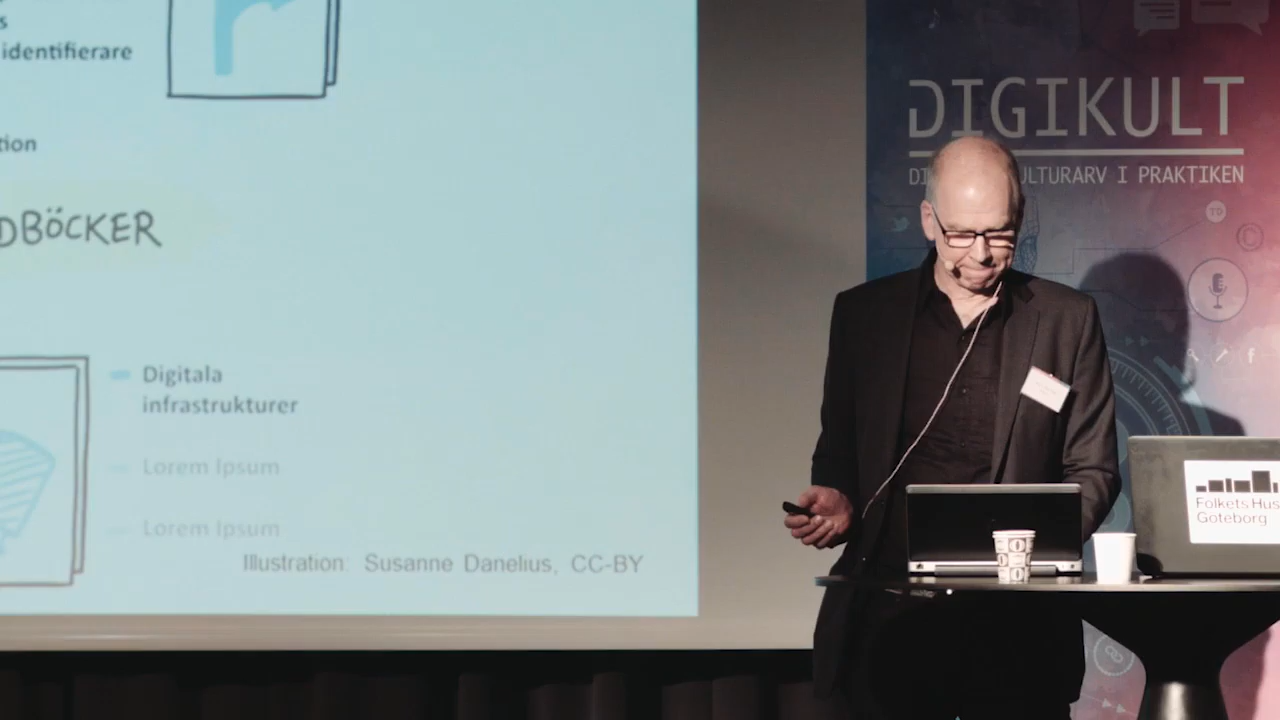 s
identifierare
tion
DBÖCKER
Digitala
infrastrukturer
Lorem Ipsum
Lorem Ipsum
Illustration: Susanne Danelius, CC-BY
DIGIKULT
ULTURARV I PRAKTIKEN
TD
©
f
Folkets Hus
Göteborg